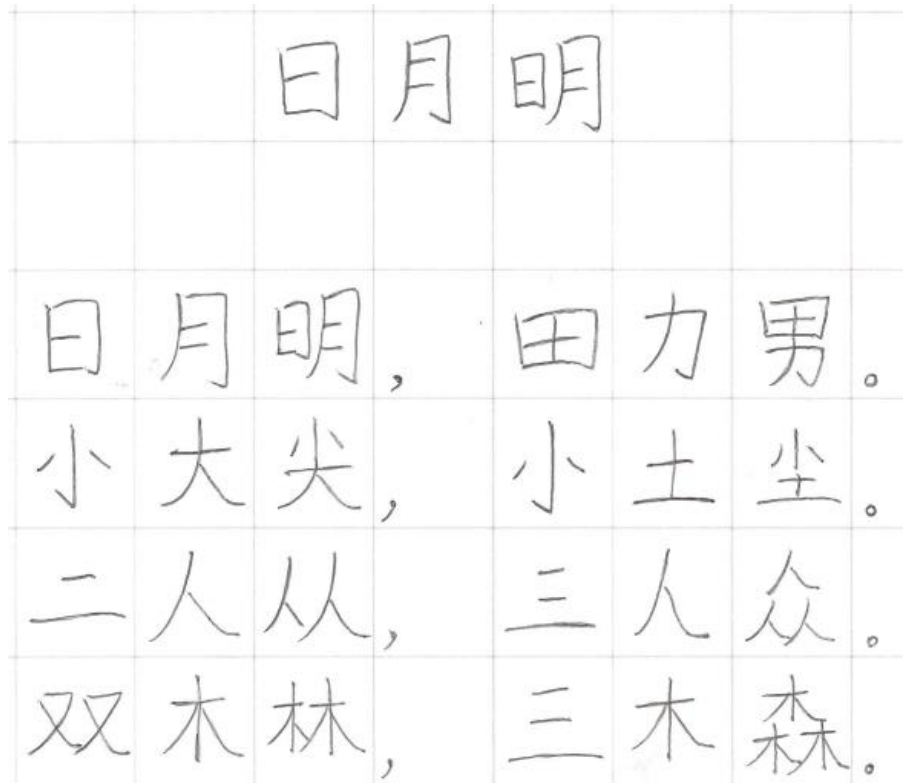 日月明
日月明，田力男。
小大尖，小土尘。
二人从，三人众。
双木林，三木森。